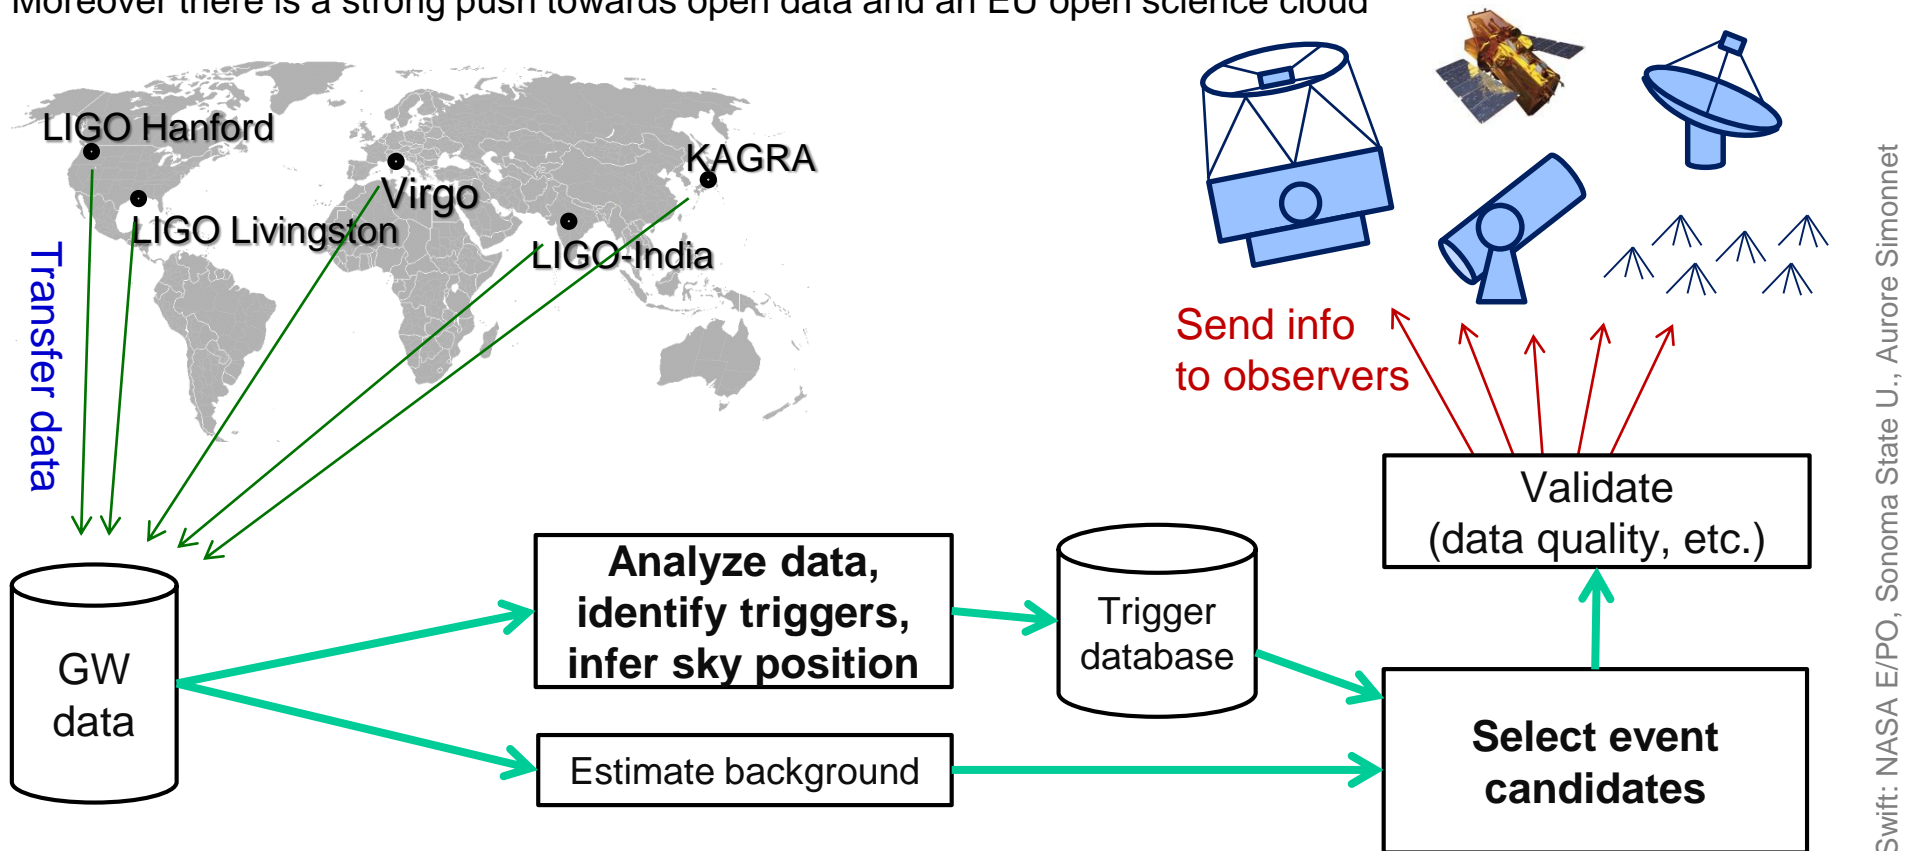 Moreover there is a strong push towards open data and an EU open science cloud
LIGO Hanford
KAGRA
Virgo
LIGO Livingston
LIGO-India
Transfer data
Send info
to observers
Validate
(data quality, etc.)
Analyze data,
identify triggers,
infer sky position
Trigger
database
GW
data
Estimate background
Select event
candidates
Swift: NASA E/PO, Sonoma State U., Aurore Simonnet